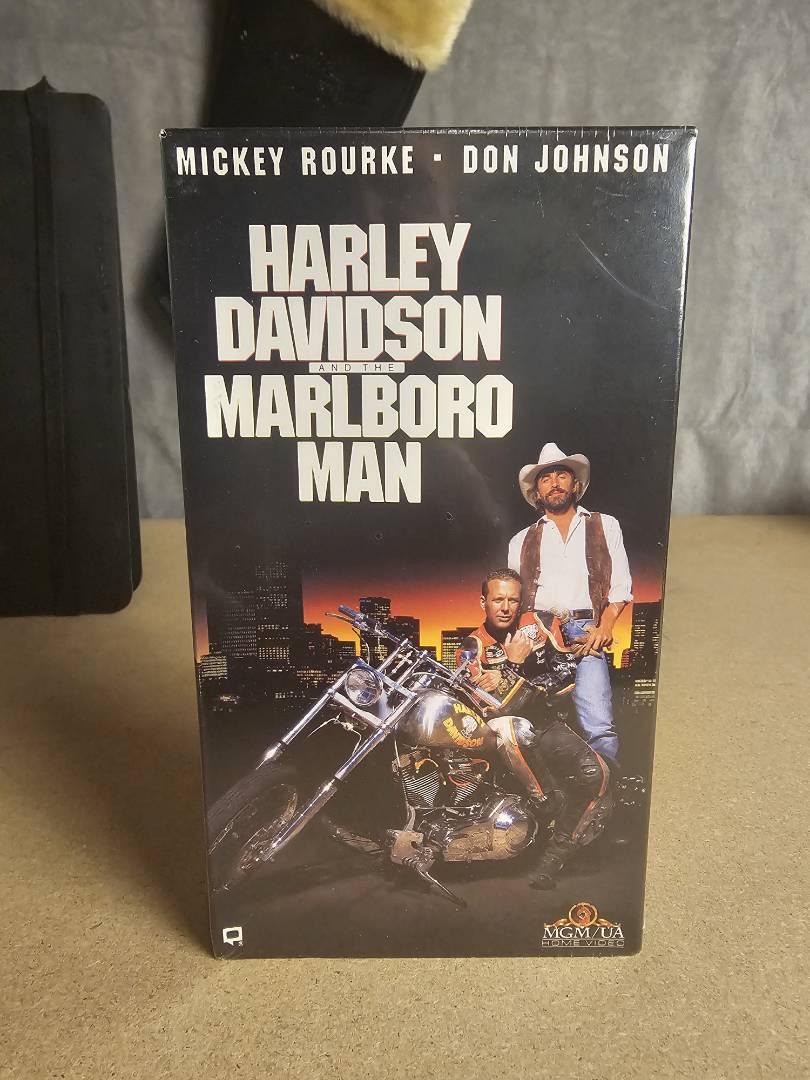 MICKEY ROURKE · DON JOHNSON
HARLEY
DAVIDSON
AND THE
MARLBORO
MAN
HARLEY
DAVIDSON
MGM/UA
HOME VIDEO